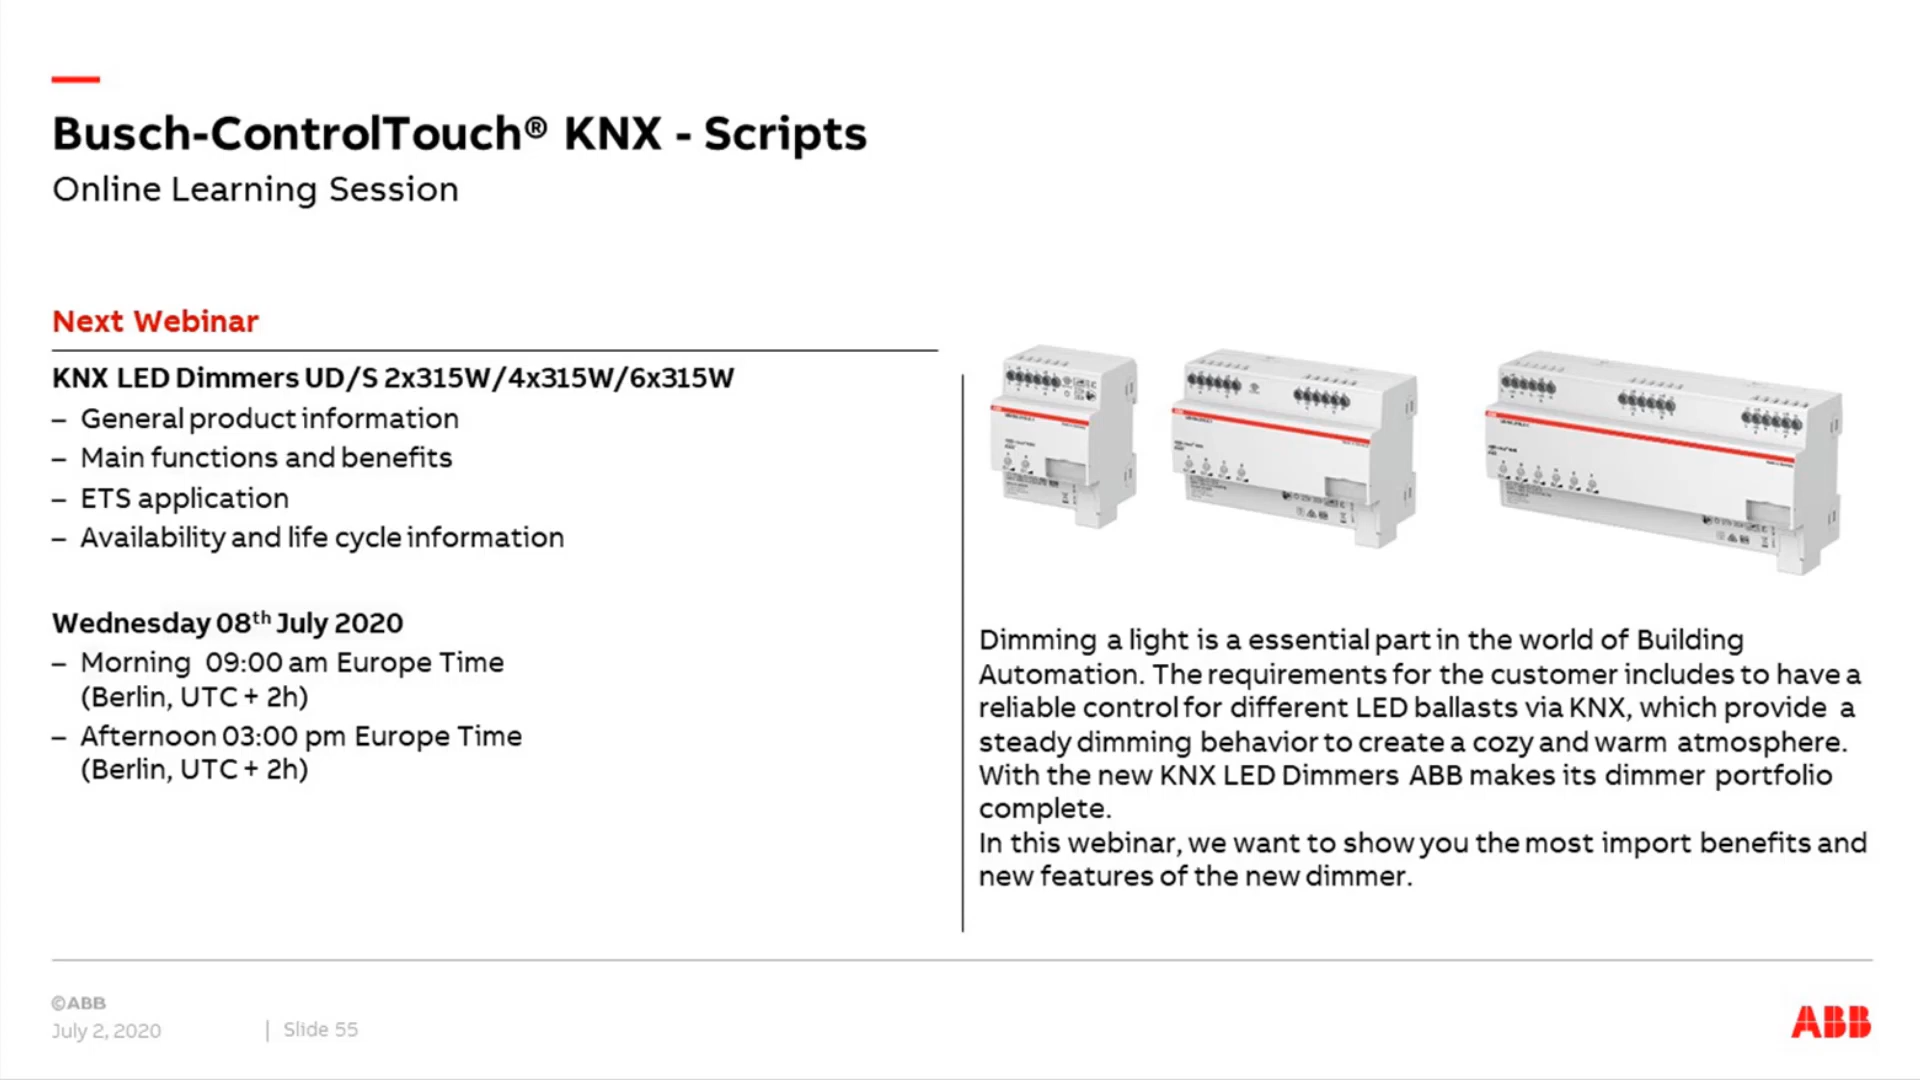 Busch-ControlTouch® KNX - Scripts
Online Learning Session
Next Webinar
KNX LED Dimmers UD/S 2x315W/4x315W/6x315W
– General product information
– Main functions and benefits
– ETS application
– Availability and life cycle information
Wednesday 08th July 2020
– Morning 09:00 am Europe Time
(Berlin, UTC + 2h)
– Afternoon 03:00 pm Europe Time
(Berlin, UTC + 2h)
Dimming a light is a essential part in the world of Building
Automation. The requirements for the customer includes to have a
reliable control for different LED ballasts via KNX, which provide a
steady dimming behavior to create a cozy and warm atmosphere.
With the new KNX LED Dimmers ABB makes its dimmer portfolio
complete.
In this webinar, we want to show you the most import benefits and
new features of the new dimmer.
©ABB
July 2, 2020 | Slide 55
ABB